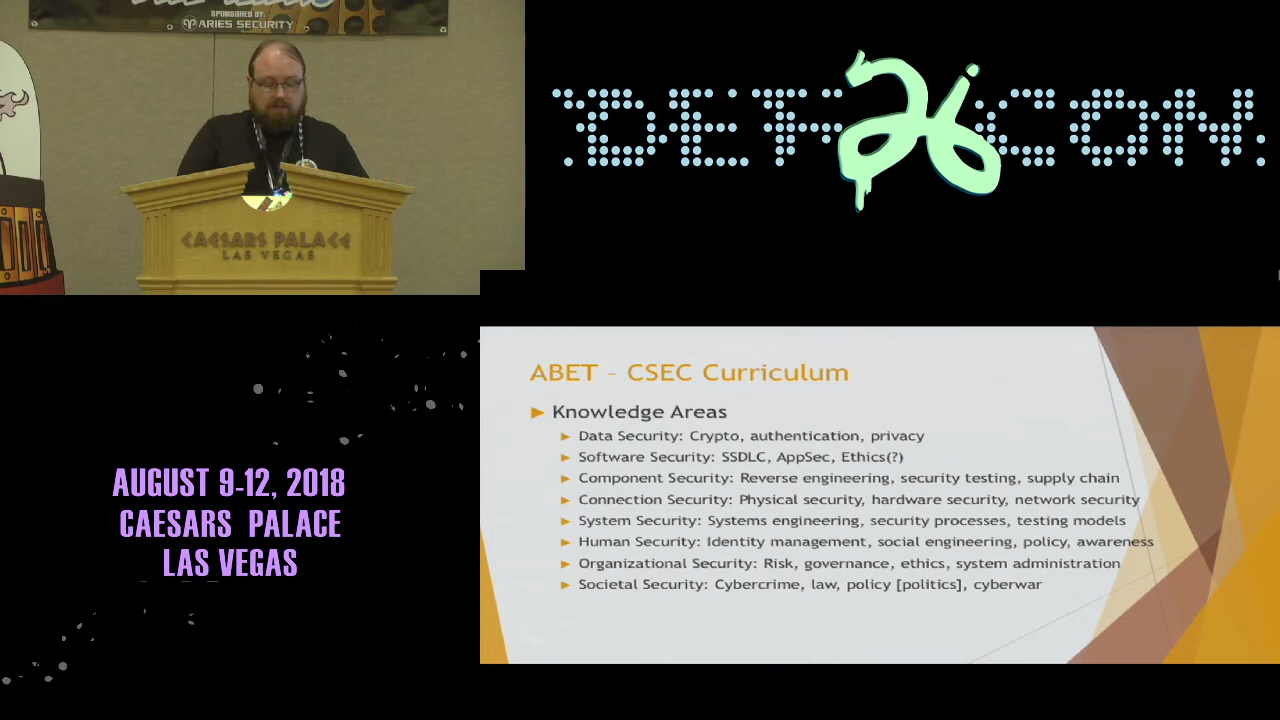 SPONSORED BY:
ARIES SECURITY
CAESARS PALACE
LAS VEGAS
DEF CON
26
AUGUST 9-12, 2018
CAESARS PALACE
LAS VEGAS
ABET – CSEC Curriculum
Knowledge Areas
Data Security: Crypto, authentication, privacy
Software Security: SSDLC, AppSec, Ethics(?)
Component Security: Reverse engineering, security testing, supply chain
Connection Security: Physical security, hardware security, network security
System Security: Systems engineering, security processes, testing models
Human Security: Identity management, social engineering, policy, awareness
Organizational Security: Risk, governance, ethics, system administration
Societal Security: Cybercrime, law, policy [politics], cyberwar